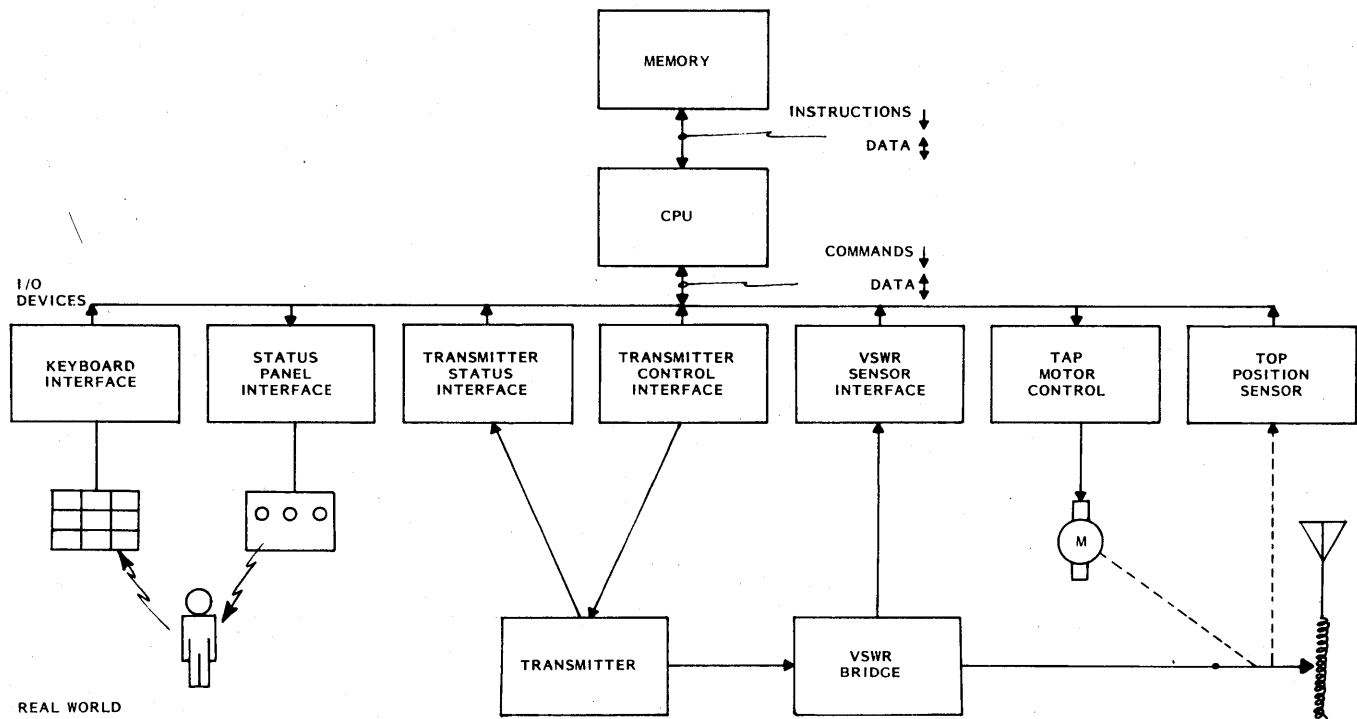 MEMORY
INSTRUCTIONS
DATA
CPU
COMMANDS
DATA
I/O
DEVICES
KEYBOARD
INTERFACE
STATUS
PANEL
INTERFACE
TRANSMITTER
STATUS
INTERFACE
TRANSMITTER
CONTROL
INTERFACE
VSWR
SENSOR
INTERFACE
TAP
MOTOR
CONTROL
TOP
POSITION
SENSOR
M
TRANSMITTER
VSWR
BRIDGE
REAL WORLD